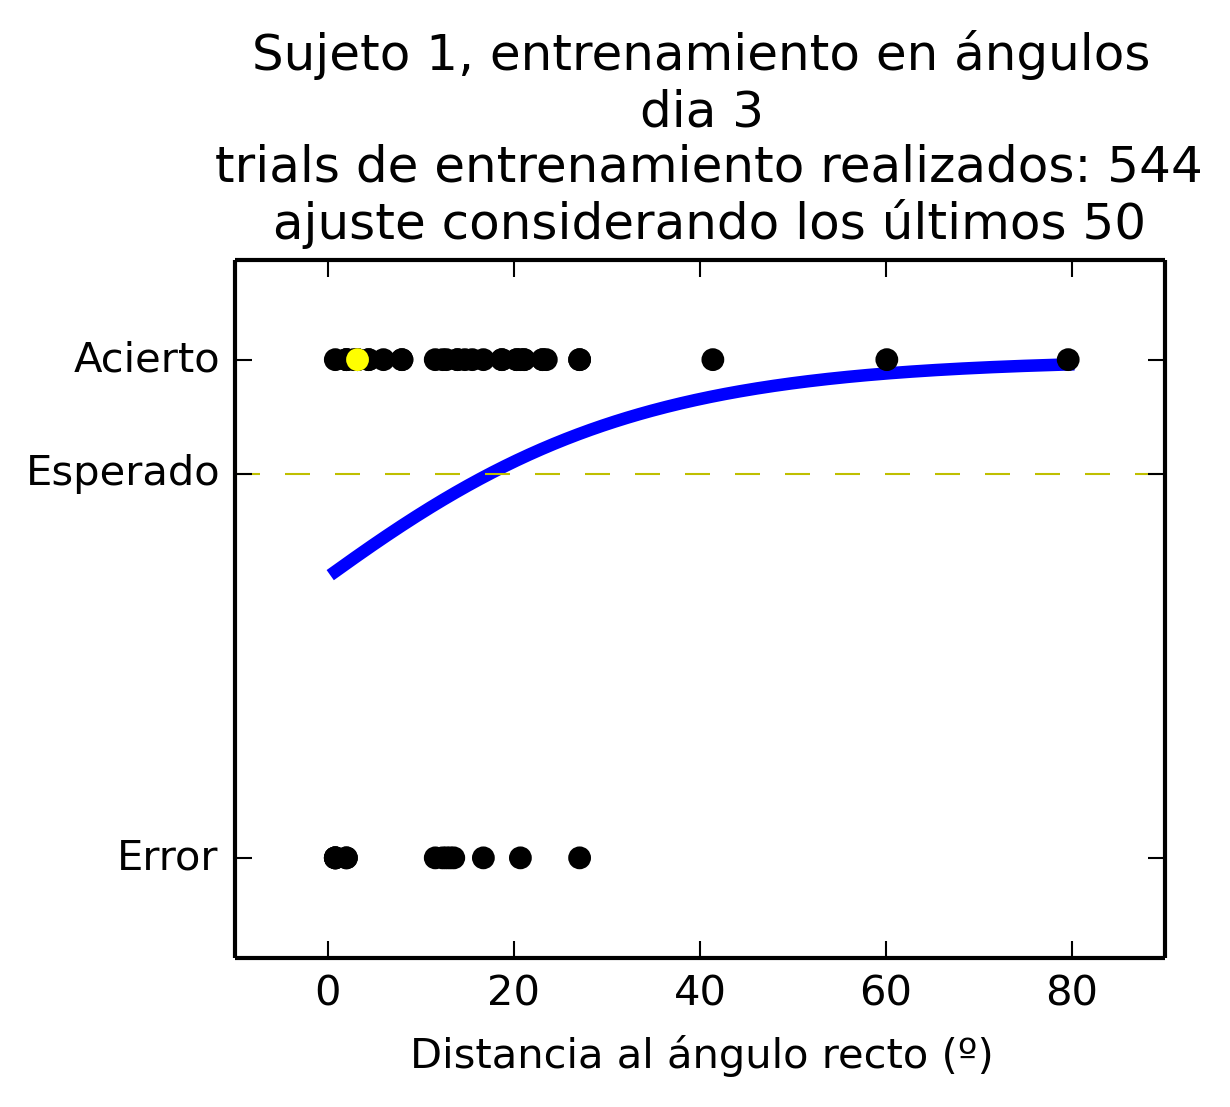 Sujeto 1, entrenamiento en ángulos
dia 3
trials de entrenamiento realizados: 544
ajuste considerando los últimos 50
Acierto
Esperado
Error
0 20 40 60 80
Distancia al ángulo recto (º)